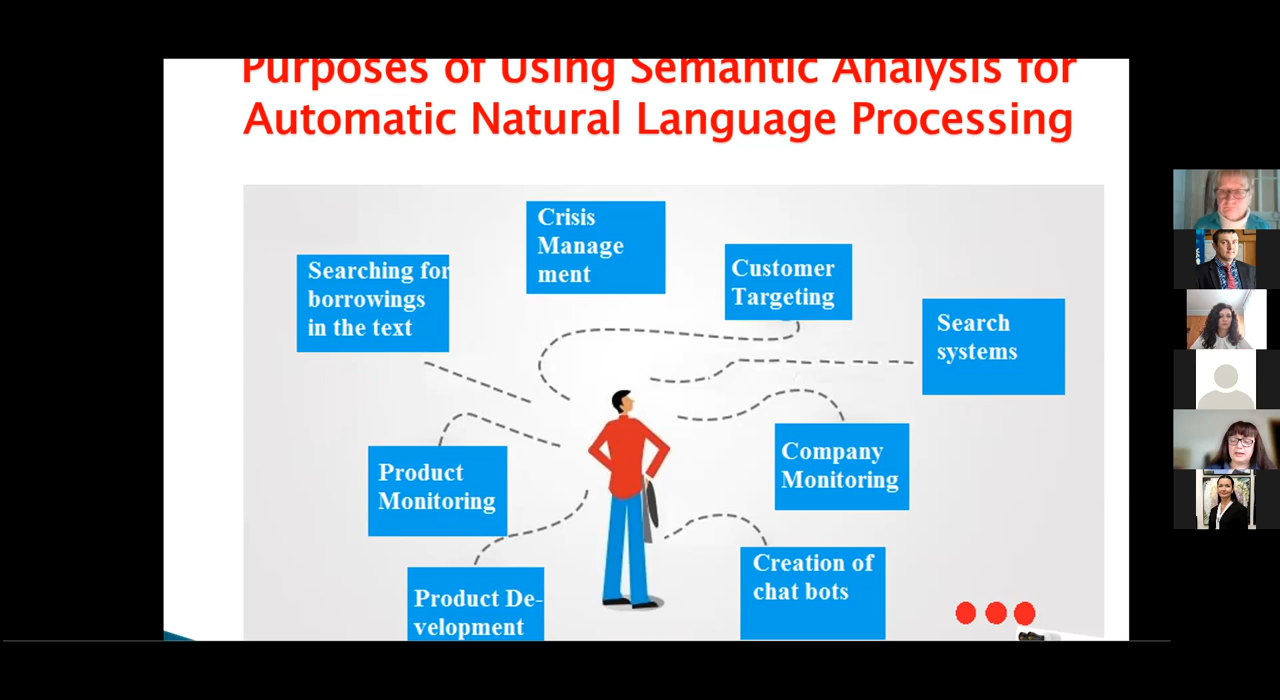 Purposes of Using Semantic Analysis for
Automatic Natural Language Processing
Crisis
Manage
ment
Searching for
borrowings
in the text
Customer
Targeting
Search
systems
Product
Monitoring
Company
Monitoring
Product De-
velopment
Creation of
chat bots